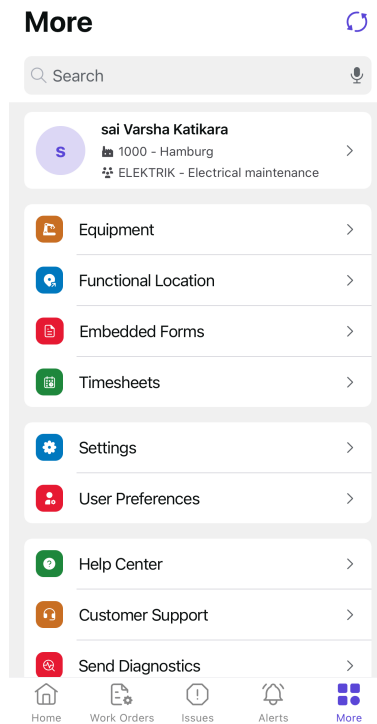 More
Search
s
sai Varsha Katikara
1000 - Hamburg
ELEKTRIK - Electrical maintenance
Equipment
Functional Location
Embedded Forms
Timesheets
Settings
User Preferences
Help Center
Customer Support
Send Diagnostics
Home
Work Orders
Issues
Alerts
More